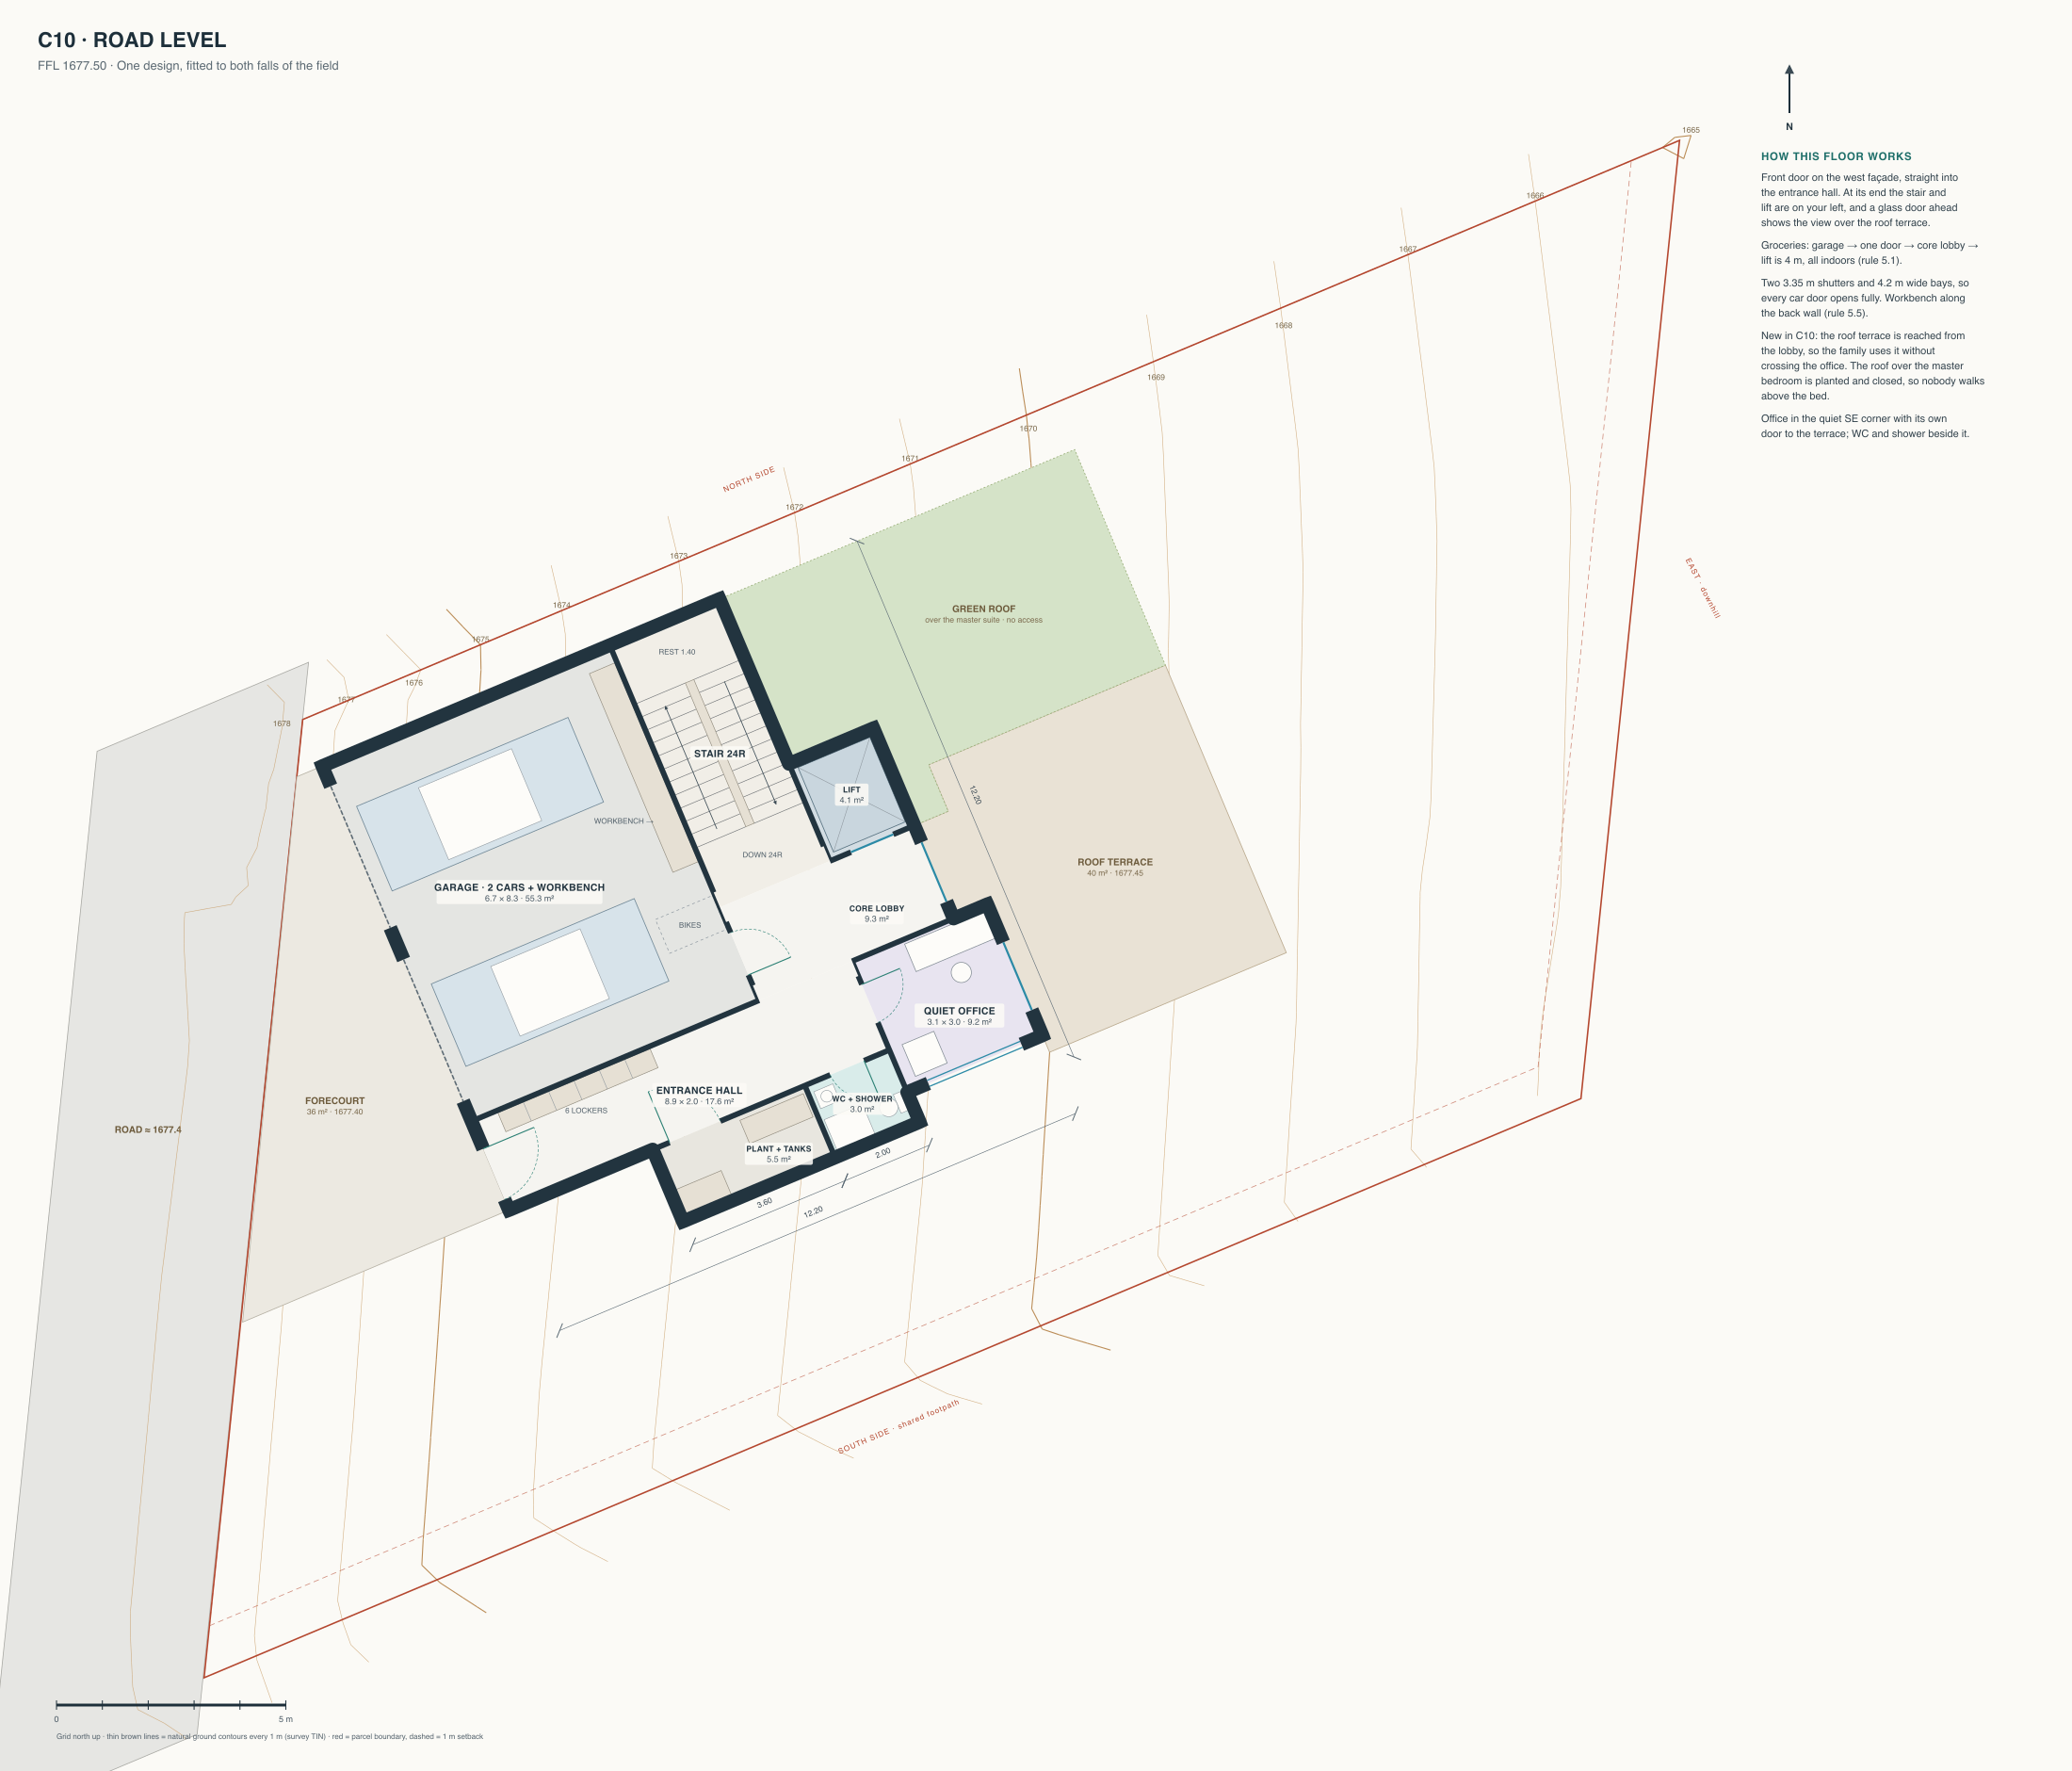 C10 · ROAD LEVEL
FFL 1677.50 · One design, fitted to both falls of the field
N
HOW THIS FLOOR WORKS
Front door on the west façade, straight into
the entrance hall. At its end the stair and
lift are on your left, and a glass door ahead
shows the view over the roof terrace.
Groceries: garage → one door → core lobby →
lift is 4 m, all indoors (rule 5.1).
Two 3.35 m shutters and 4.2 m wide bays, so
every car door opens fully. Workbench along
the back wall (rule 5.5).
New in C10: the roof terrace is reached from
the lobby, so the family uses it without
crossing the office. The roof over the master
bedroom is planted and closed, so nobody walks
above the bed.
Office in the quiet SE corner with its own
door to the terrace; WC and shower beside it.
1665
1666
1667
1668
1669
1670
1671
1672
1673
1674
1675
1676
1677
1678
NORTH SIDE
EAST · downhill
GREEN ROOF
over the master suite · no access
REST 1.40
STAIR 24R
LIFT
4.1 m²
12.20
WORKBENCH →
DOWN 24R
ROOF TERRACE
40 m² · 1677.45
GARAGE · 2 CARS + WORKBENCH
6.7 × 8.3 · 55.3 m²
CORE LOBBY
9.3 m²
BIKES
QUIET OFFICE
3.1 × 3.0 · 9.2 m²
ENTRANCE HALL
8.9 × 2.0 · 17.6 m²
6 LOCKERS
WC + SHOWER
3.0 m²
FORECOURT
36 m² · 1677.40
ROAD ≈ 1677.4
PLANT + TANKS
5.5 m²
2.00
3.60
12.20
SOUTH SIDE · shared footpath
0
5 m
Grid north up · thin brown lines = natural ground contours every 1 m (survey TIN) · red = parcel boundary, dashed = 1 m setback